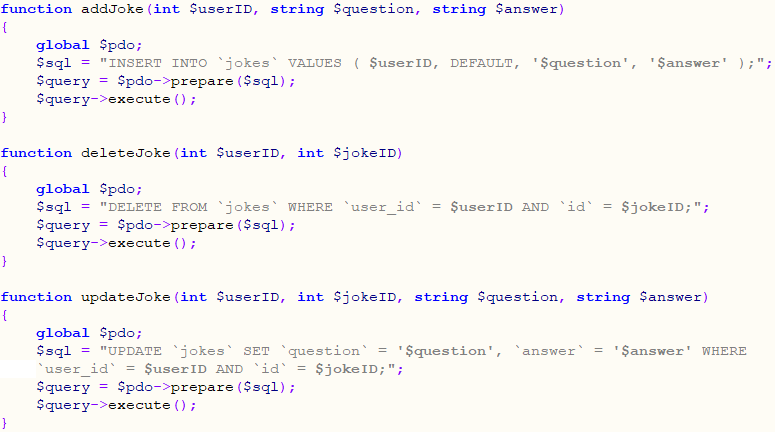 function addJoke(int $userID, string $question, string $answer)
{
    global $pdo;
    $sql = "INSERT INTO `jokes` VALUES ( $userID, DEFAULT, '$question', '$answer' );";
    $query = $pdo->prepare($sql);
    $query->execute();
}

function deleteJoke(int $userID, int $jokeID)
{
    global $pdo;
    $sql = "DELETE FROM `jokes` WHERE `user_id` = $userID AND `id` = $jokeID;";
    $query = $pdo->prepare($sql);
    $query->execute();
}

function updateJoke(int $userID, int $jokeID, string $question, string $answer)
{
    global $pdo;
    $sql = "UPDATE `jokes` SET `question` = '$question', `answer` = '$answer' WHERE
    `user_id` = $userID AND `id` = $jokeID;";
    $query = $pdo->prepare($sql);
    $query->execute();
}